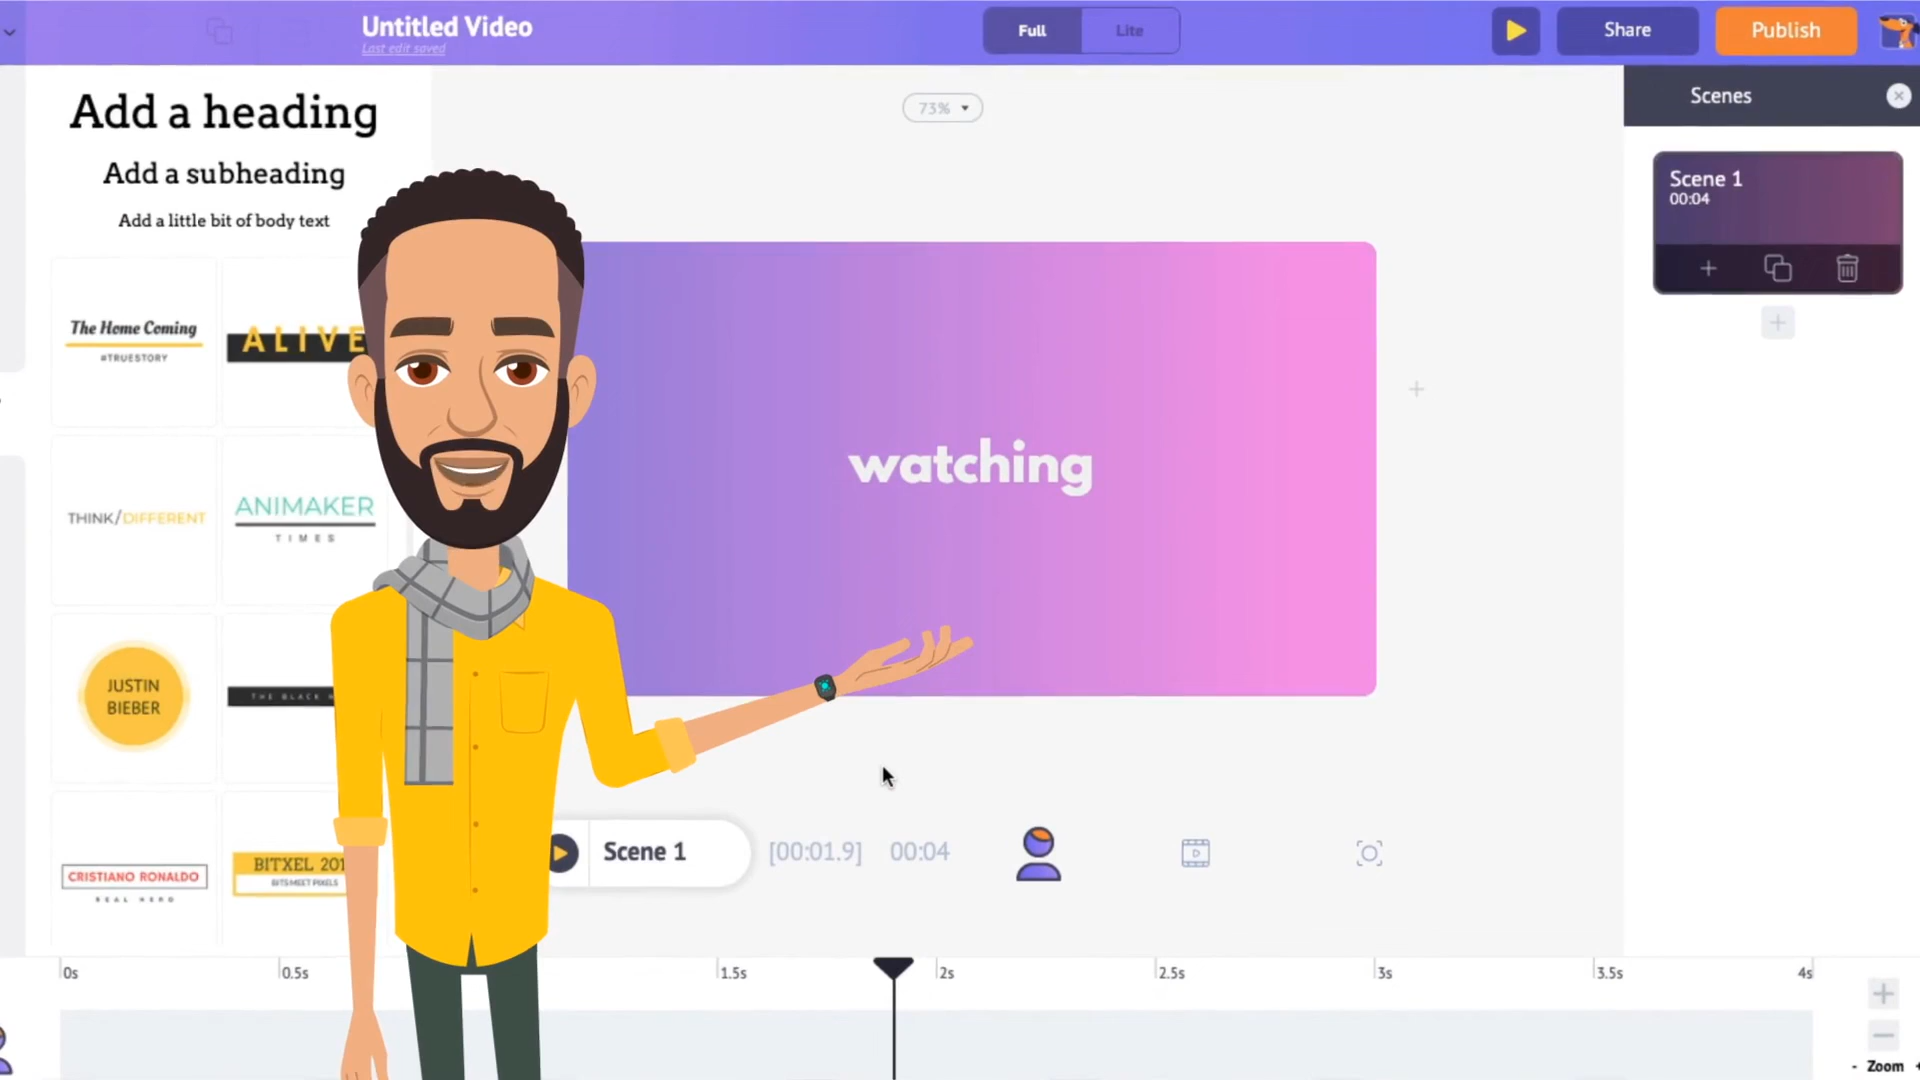 Untitled Video
Last edit saved
Full
Lite
Share
Publish
Add a heading
Add a subheading
Add a little bit of body text
73%
Scenes
Scene 1
00:04
The Home Coming
#TRUESTORY
ALIVE
THINK/DIFFERENT
ANIMAKER
TIMES
watching
JUSTIN
BIEBER
THE BLACK
CRISTIANO RONALDO
REAL HERO
BITXEL 201
BITS MEET PIXELS
Scene 1
[00:01.9]
00:04
0s
0.5s
1.5s
2s
2.5s
3s
3.5s
4s
- Zoom +